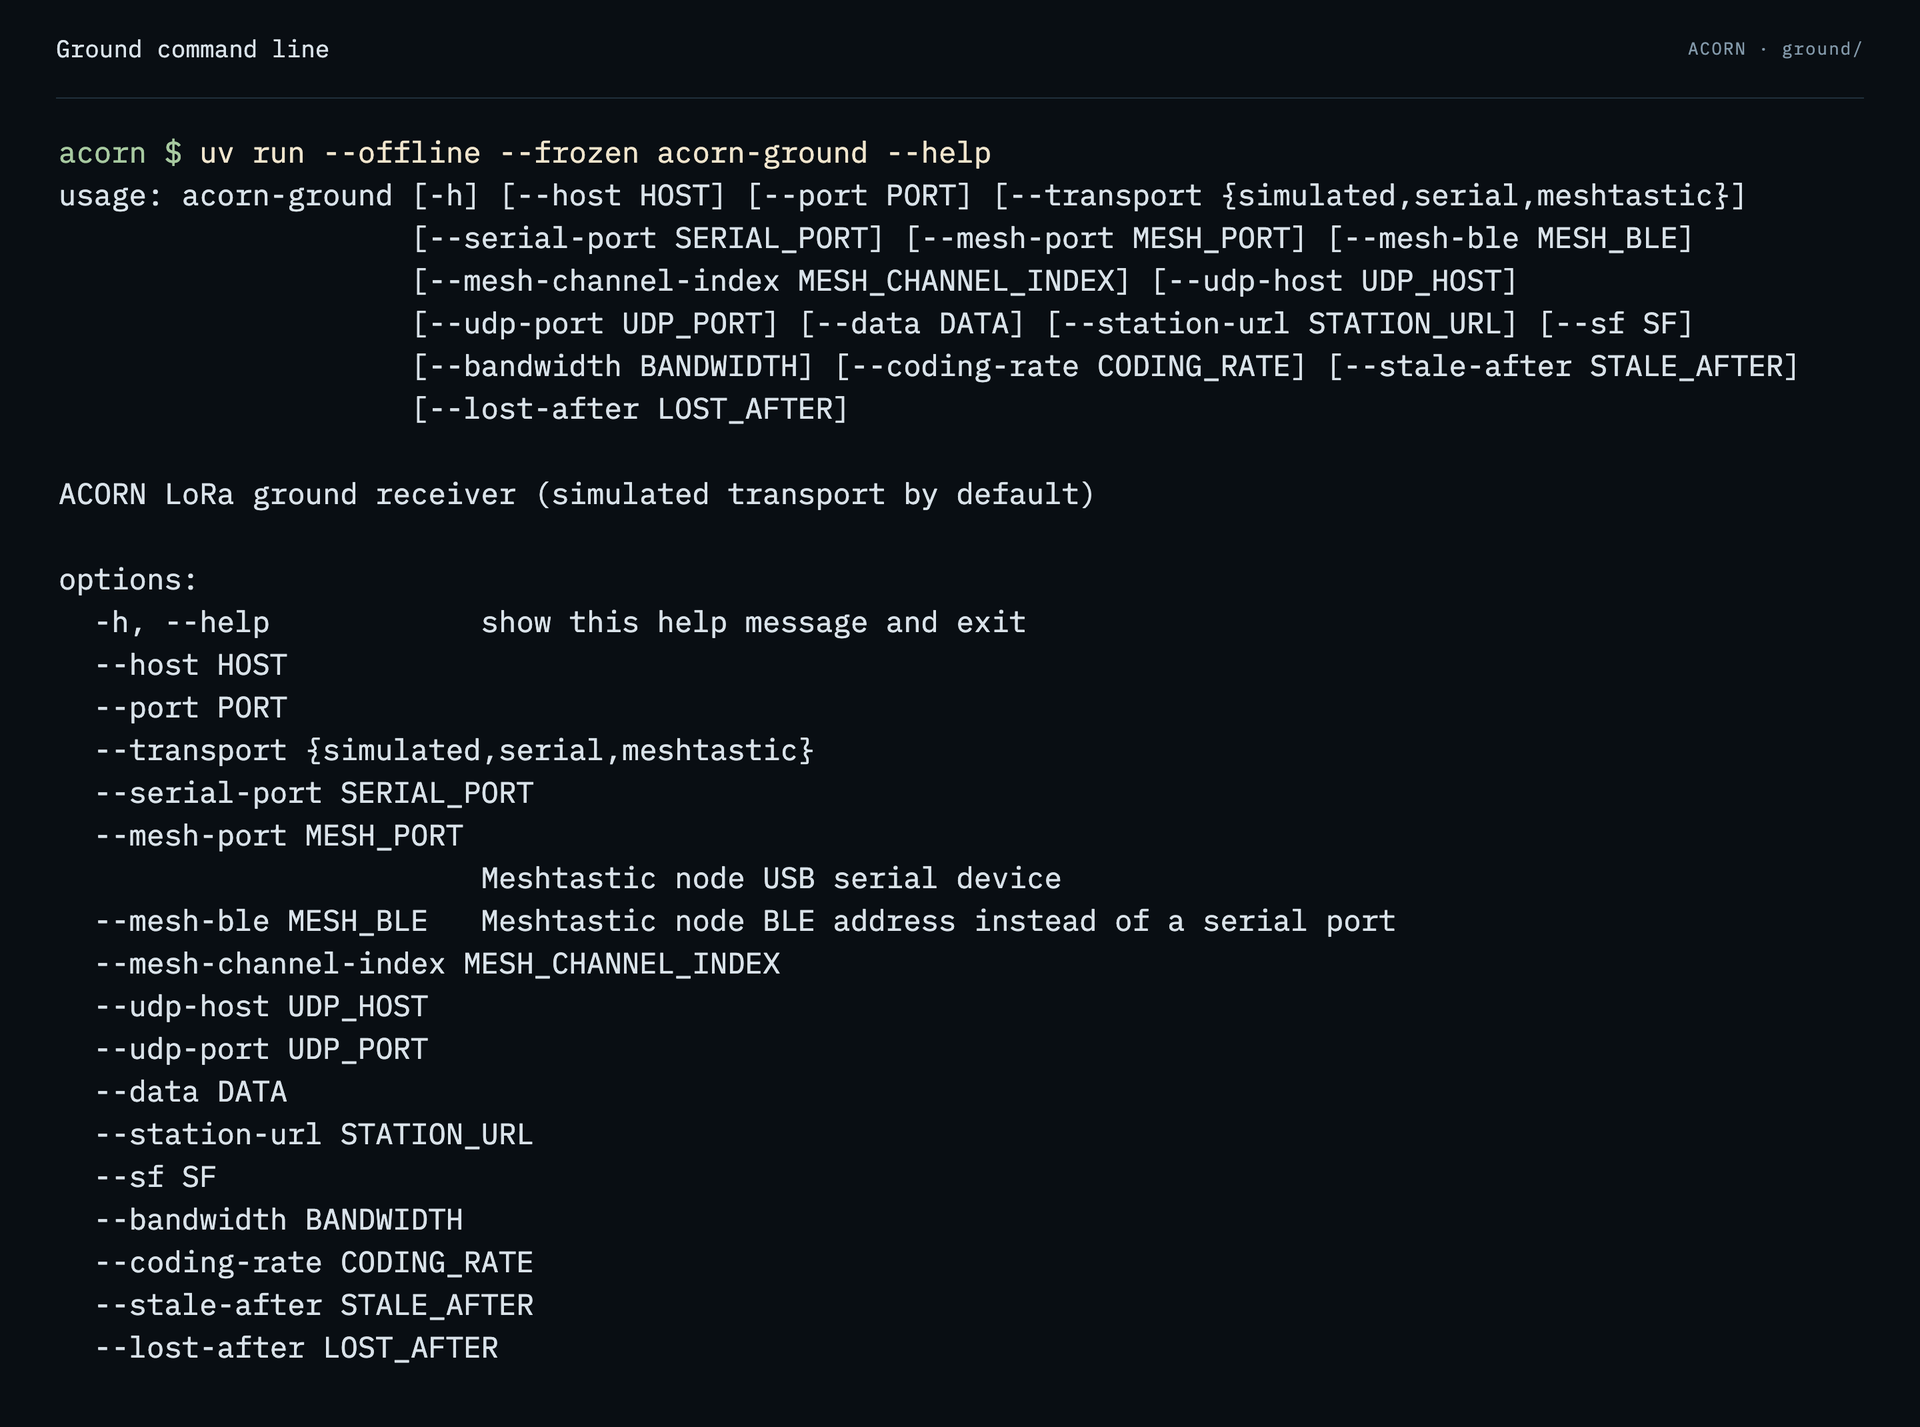 Ground command line
ACORN · ground/
acorn $ uv run --offline --frozen acorn-ground --help
usage: acorn-ground [-h] [--host HOST] [--port PORT] [--transport {simulated,serial,meshtastic}]
[--serial-port SERIAL_PORT] [--mesh-port MESH_PORT] [--mesh-ble MESH_BLE]
[--mesh-channel-index MESH_CHANNEL_INDEX] [--udp-host UDP_HOST]
[--udp-port UDP_PORT] [--data DATA] [--station-url STATION_URL] [--sf SF]
[--bandwidth BANDWIDTH] [--coding-rate CODING_RATE] [--stale-after STALE_AFTER]
[--lost-after LOST_AFTER]
ACORN LoRa ground receiver (simulated transport by default)
options:
-h, --help show this help message and exit
--host HOST
--port PORT
--transport {simulated,serial,meshtastic}
--serial-port SERIAL_PORT
--mesh-port MESH_PORT
Meshtastic node USB serial device
--mesh-ble MESH_BLE Meshtastic node BLE address instead of a serial port
--mesh-channel-index MESH_CHANNEL_INDEX
--udp-host UDP_HOST
--udp-port UDP_PORT
--data DATA
--station-url STATION_URL
--sf SF
--bandwidth BANDWIDTH
--coding-rate CODING_RATE
--stale-after STALE_AFTER
--lost-after LOST_AFTER